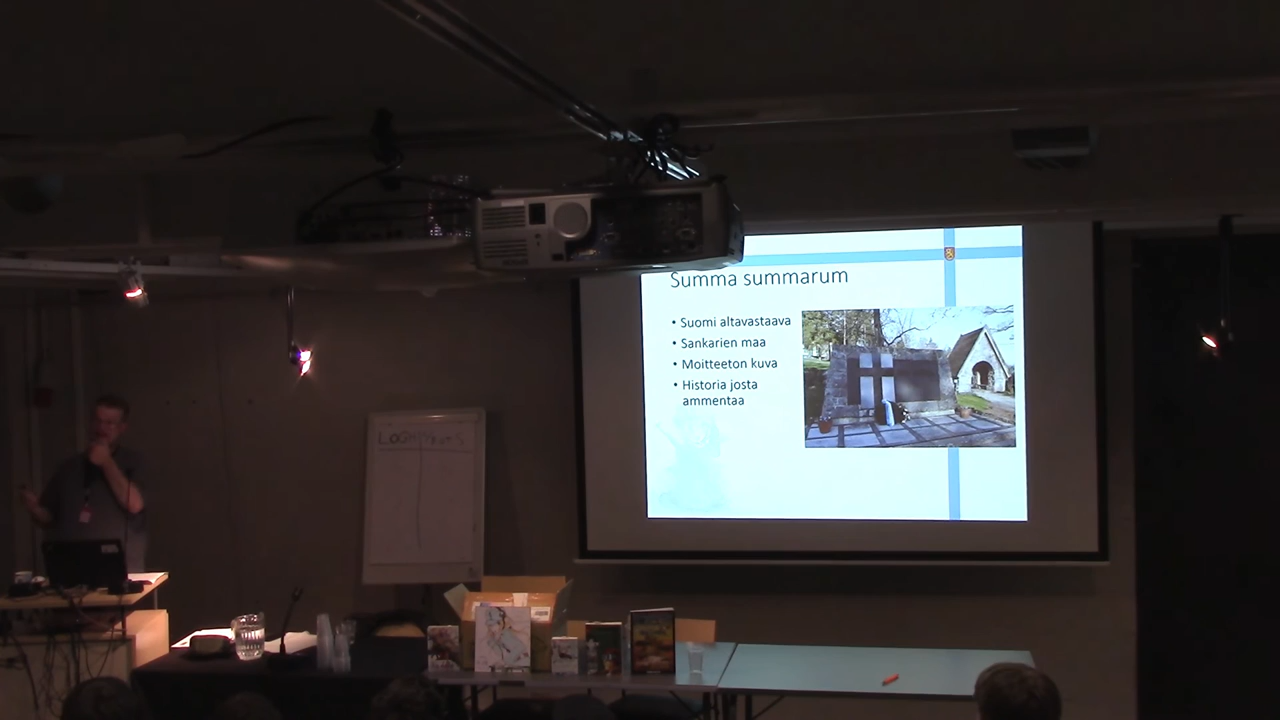 Summa summarum
• Suomi altavastaava
• Sankarien maa
• Moitteeton kuva
• Historia josta
ammentaa